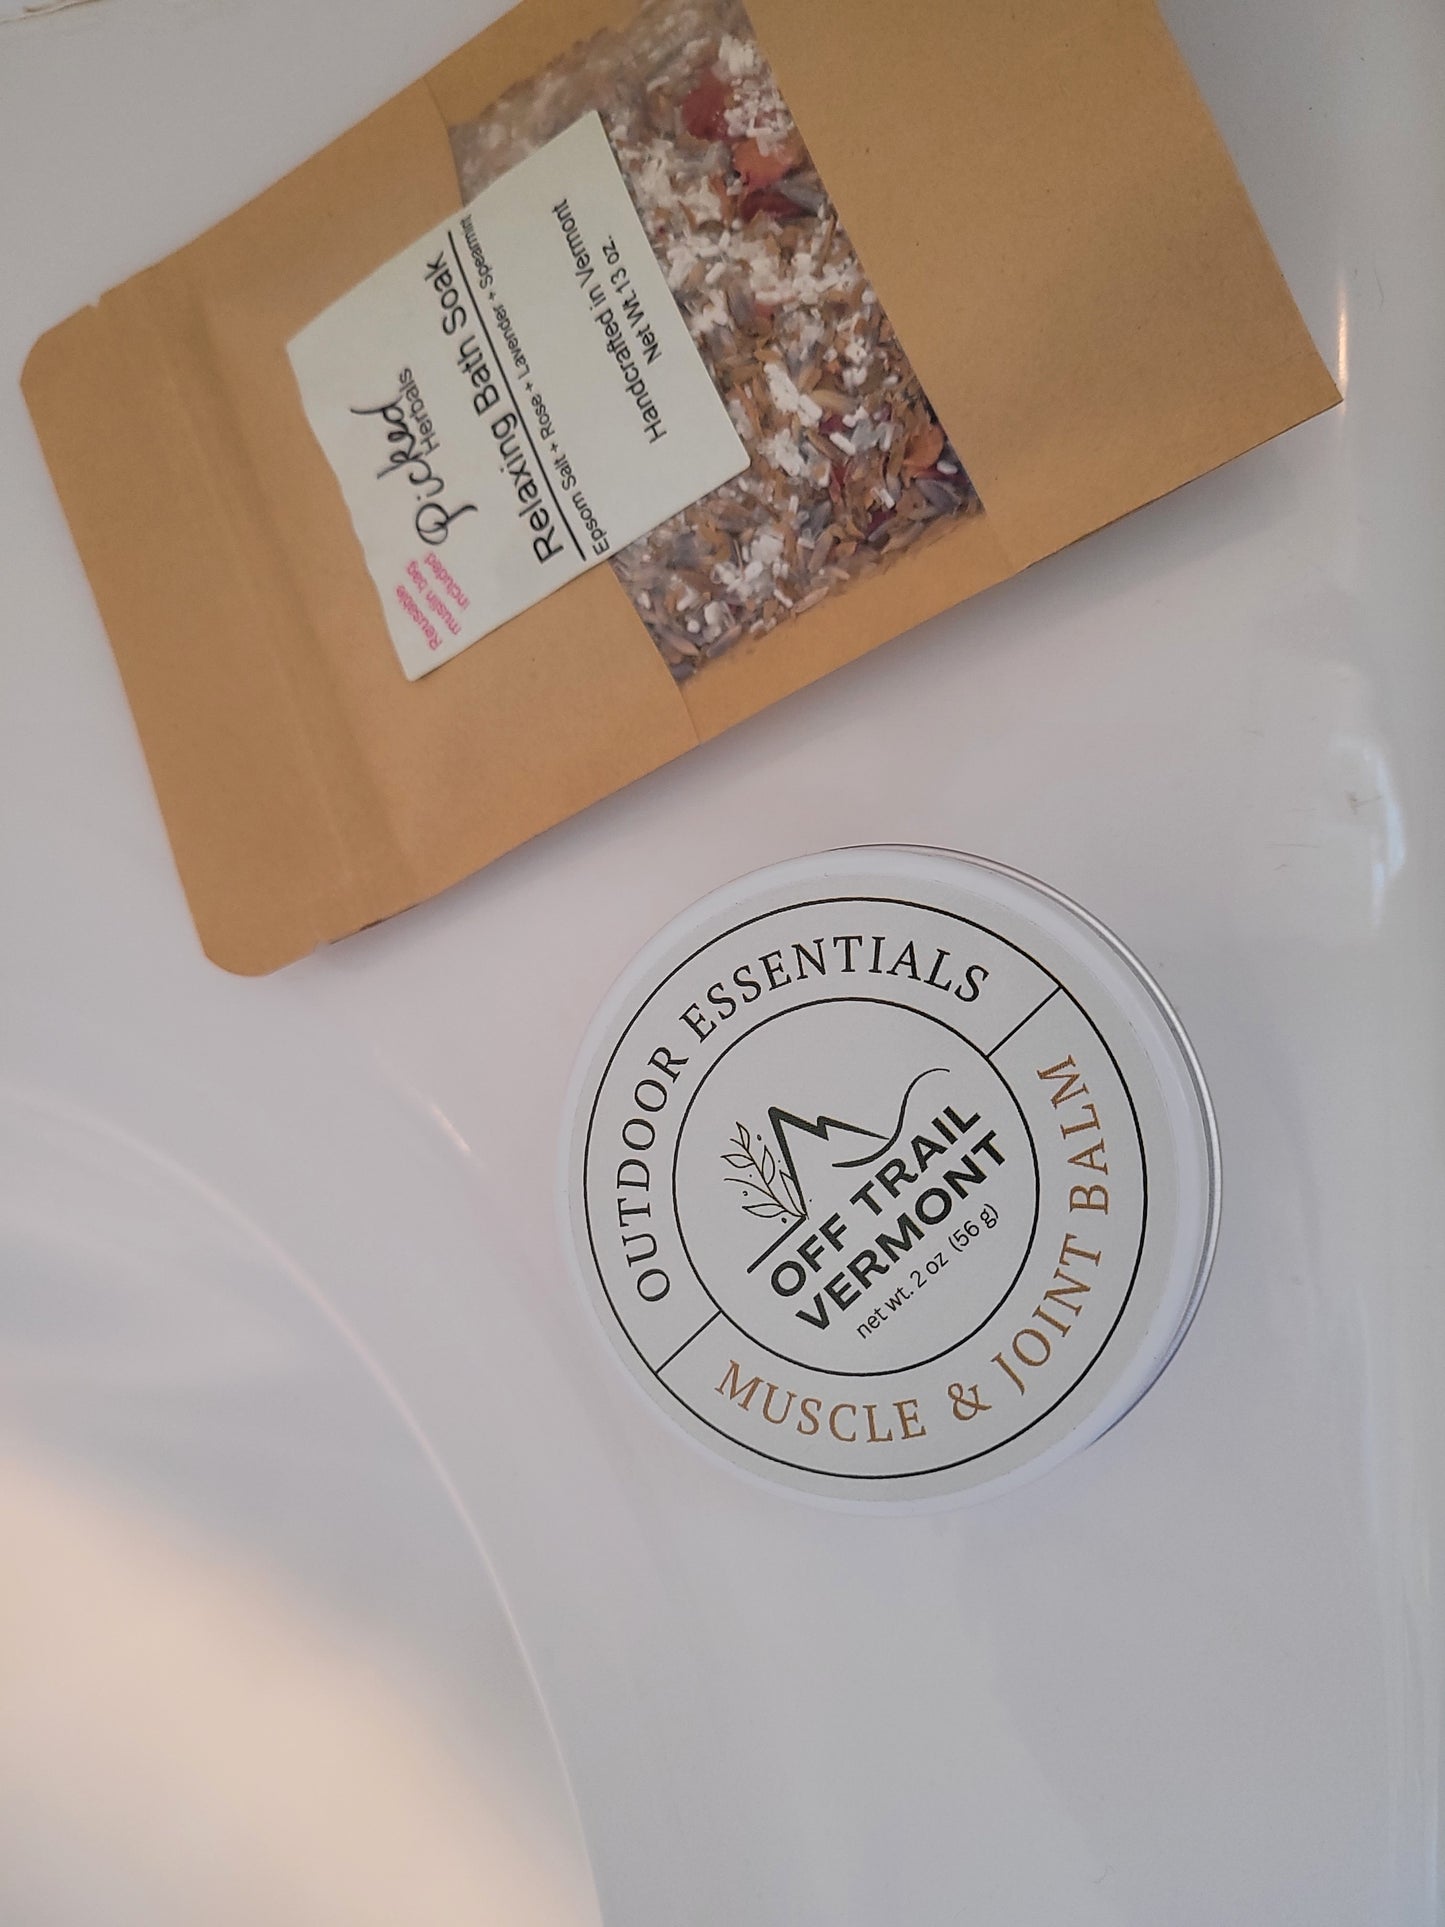 Reusable
muslin bag
included
Picked
Herbals
Relaxing Bath Soak
Epsom Salt + Rose + Lavender + Spearmint
Handcrafted in Vermont
Net Wt.13 oz.
OUTDOOR ESSENTIALS
OFF TRAIL
VERMONT
net wt. 2 oz (56 g)
MUSCLE & JOINT BALM